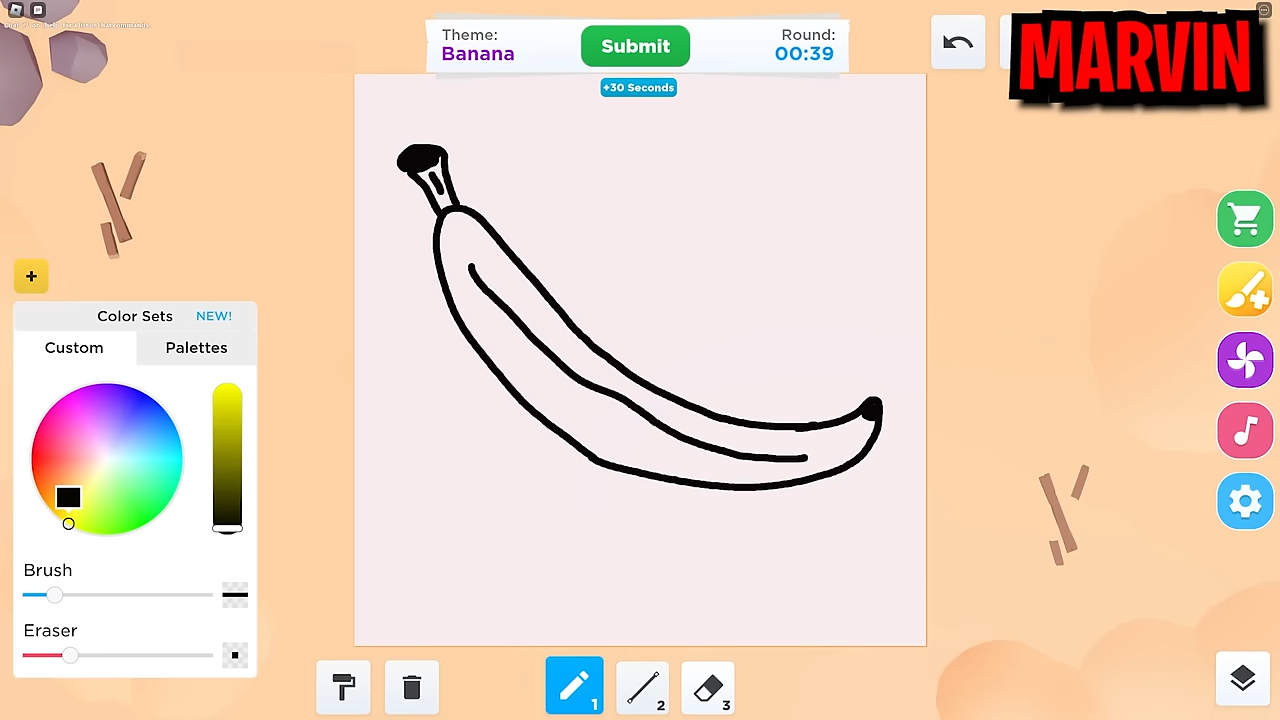 Theme:
Banana
Submit
Round:
00:39
+30 Seconds
MARVIN
+
Color Sets NEW!
Custom Palettes
Brush
Eraser
1
2
3